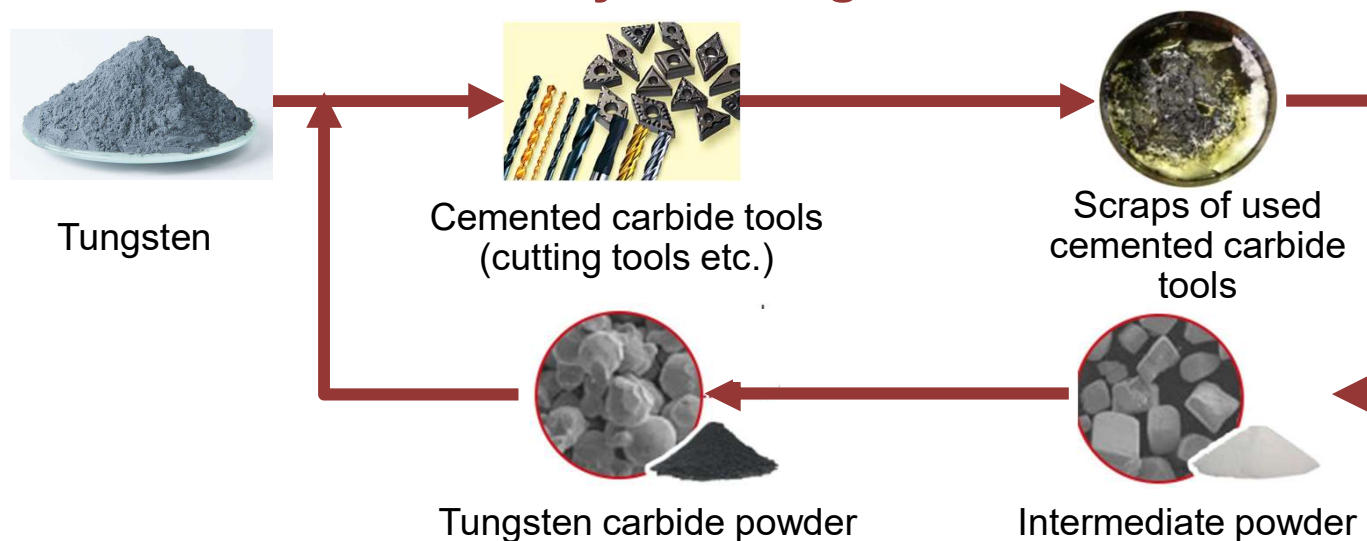 Tungsten
Cemented carbide tools
(cutting tools etc.)
Scraps of used
cemented carbide
tools
Tungsten carbide powder
Intermediate powder